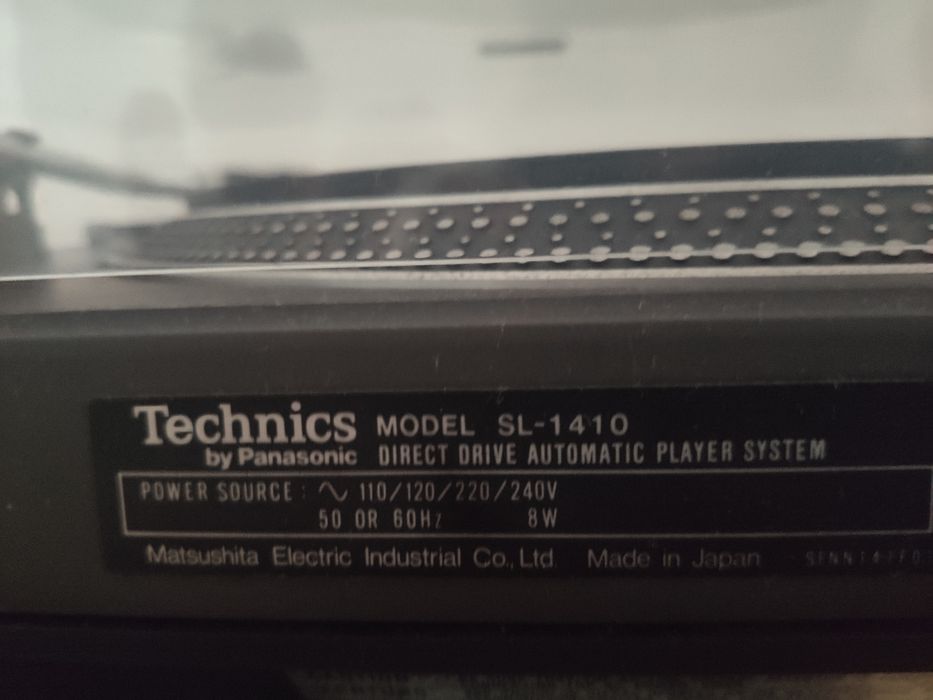 Technics MODEL SL-1410
by Panasonic DIRECT DRIVE AUTOMATIC PLAYER SYSTEM
POWER SOURCE : ∿ 110/120/220/240V
50 OR 60Hz 8W
Matsushita Electric Industrial Co., Ltd. Made in Japan